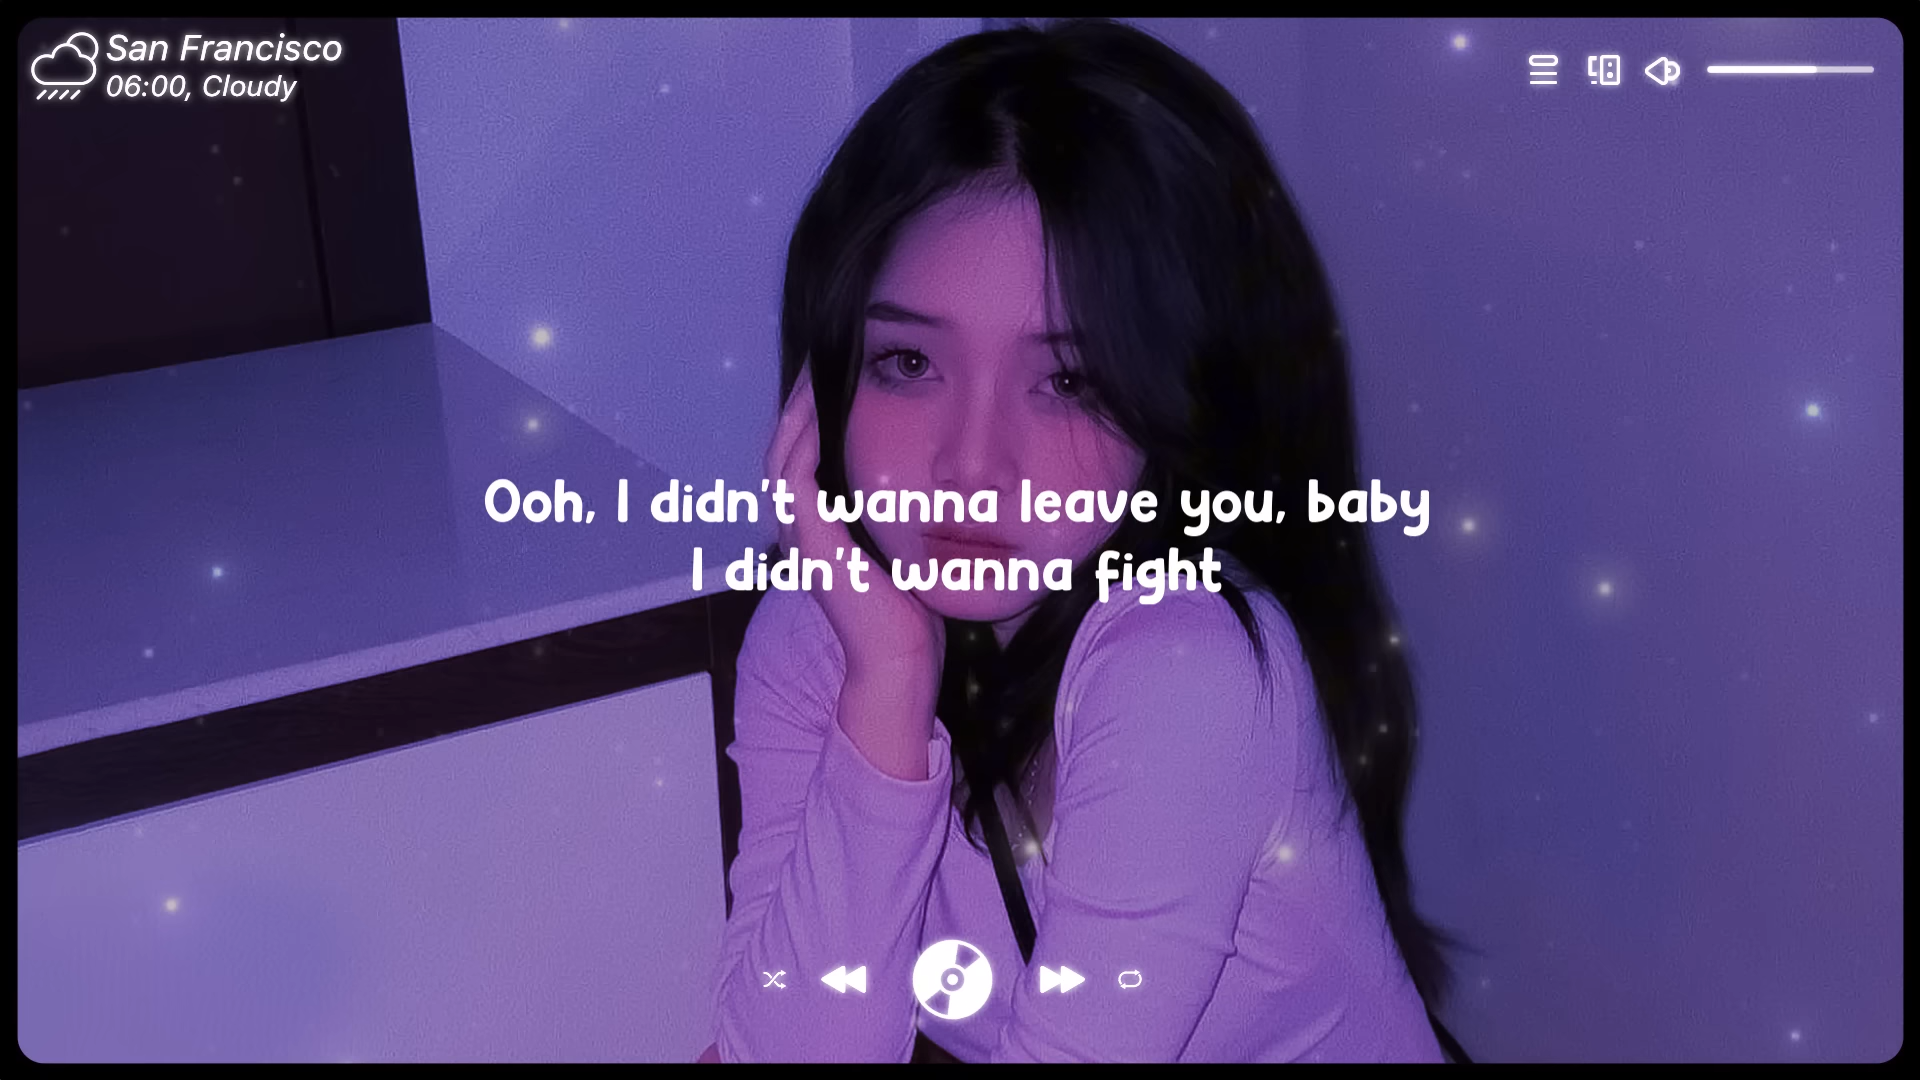 San Francisco
06:00, Cloudy
Ooh, I didn't wanna leave you, baby
I didn't wanna fight